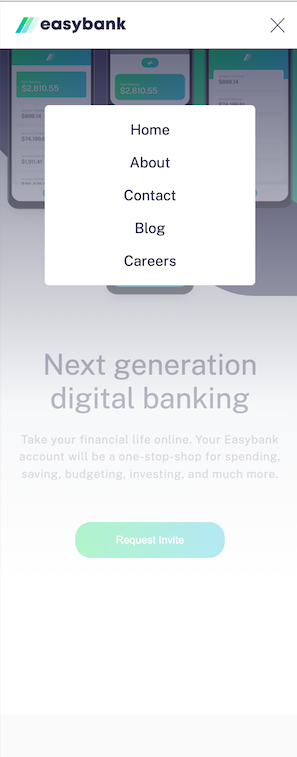 easybank
$2,810.55
$2,810.55
Home
About
Contact
Blog
Careers
Next generation
digital banking
Take your financial life online. Your Easybank
account will be a one-stop-shop for spending,
saving, budgeting, investing, and much more.
Request Invite